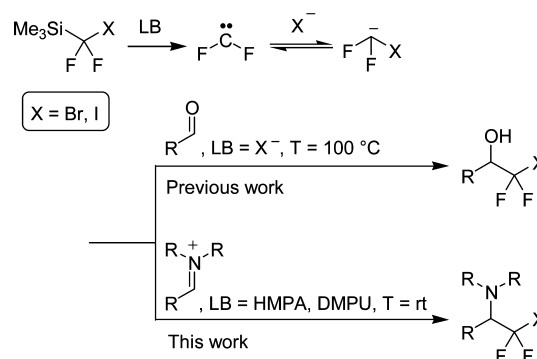 Me3Si X F F LB F C F X− F C− F X
X = Br, I
R O , LB = X−, T = 100 °C OH R F F X
Previous work
R N+ R R , LB = HMPA, DMPU, T = rt R N R R F F X
This work